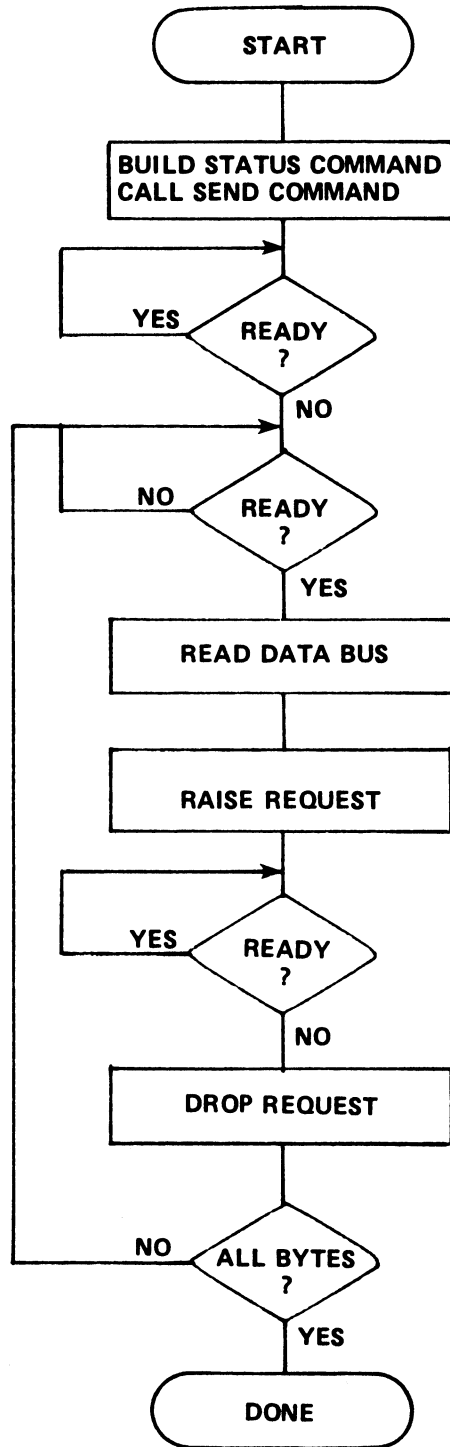 START
BUILD STATUS COMMAND
CALL SEND COMMAND
YES
READY
?
NO
NO
READY
?
YES
READ DATA BUS
RAISE REQUEST
YES
READY
?
NO
DROP REQUEST
NO
ALL BYTES
?
YES
DONE